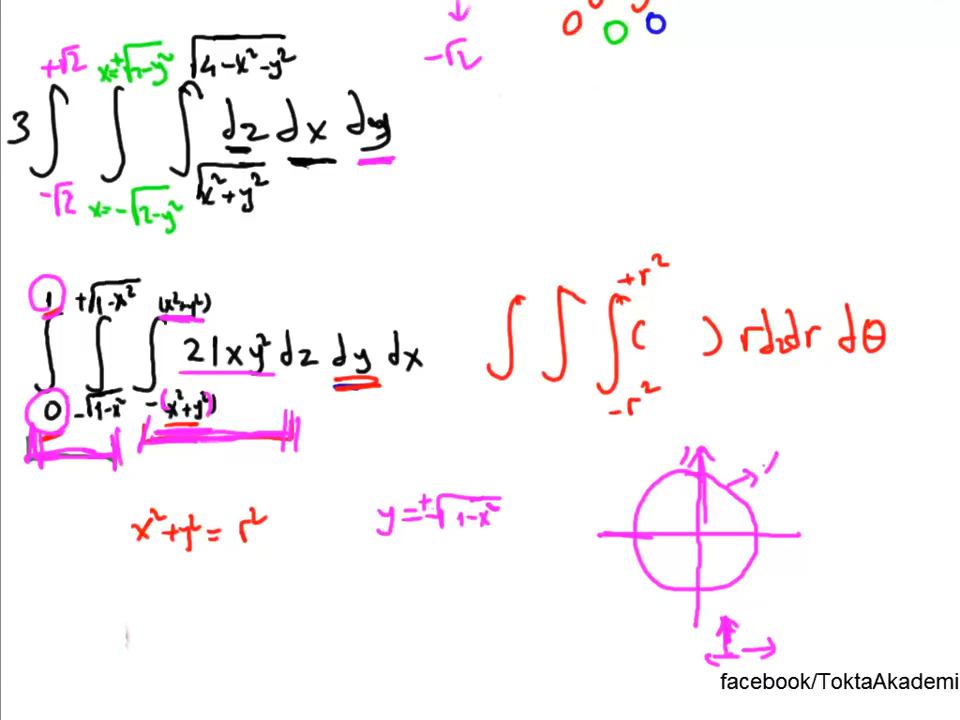 -√2
3 ∫_{-√2}^{+√2} ∫_{x=-√(2-y²)}^{x=+√(2-y²)} ∫_{√(x²+y²)}^{√(4-x²-y²)} dz dx dy
∫_0^1 ∫_{-√(1-x²)}^{+√(1-x²)} ∫_{-(x²+y²)}^{(x²+y²)} 21xy² dz dy dx
∫ ∫ ∫_{-r²}^{+r²} ( ) r dz dr dθ
x²+y² = r²
y = ±√(1-x²)
facebook/ToktaAkademi